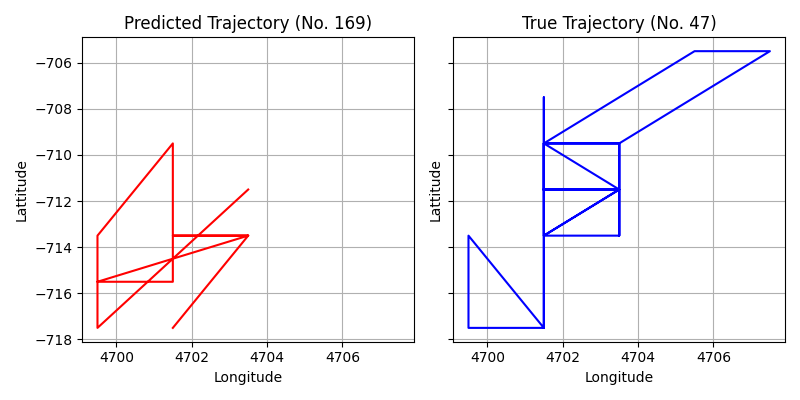 Predicted Trajectory (No. 169)
True Trajectory (No. 47)
−706
−708
−710
−712
−714
−716
−718
Lattitude
Lattitude
4700
4702
4704
4706
4700
4702
4704
4706
Longitude
Longitude